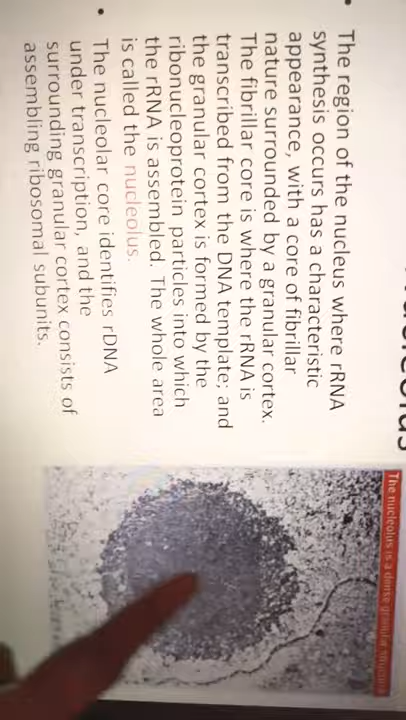 • The region of the nucleus where rRNA
synthesis occurs has a characteristic
appearance, with a core of fibrillar
nature surrounded by a granular cortex.
The fibrillar core is where the rRNA is
transcribed from the DNA template; and
the granular cortex is formed by the
ribonucleoprotein particles into which
the rRNA is assembled. The whole area
is called the nucleolus.
• The nucleolar core identifies rDNA
under transcription, and the
surrounding granular cortex consists of
assembling ribosomal subunits.
The nucleolus is a dense granular structure